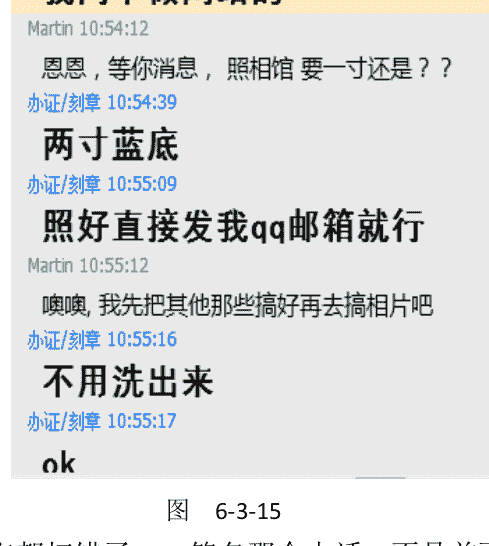 Martin 10:54:12
恩恩，等你消息， 照相馆 要一寸还是？？
办证/刻章 10:54:39
两寸蓝底
办证/刻章 10:55:09
照好直接发我qq邮箱就行
Martin 10:55:12
噢噢, 我先把其他那些搞好再去搞相片吧
办证/刻章 10:55:16
不用洗出来
办证/刻章 10:55:17
ok
图 6-3-15